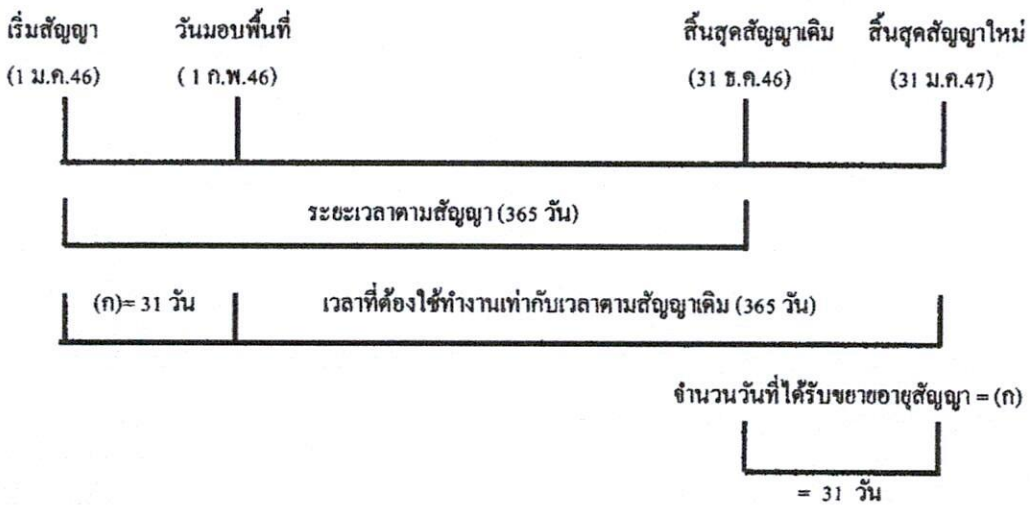 เริ่มสัญญา วันมอบพื้นที่ สิ้นสุดสัญญาเดิม สิ้นสุดสัญญาใหม่
(1 ม.ค.46) ( 1 ก.พ.46) (31 ธ.ค.46) (31 ม.ค.47)
ระยะเวลาตามสัญญา (365 วัน)
(ก)= 31 วัน เวลาที่ต้องใช้ทำงานเท่ากับเวลาตามสัญญาเดิม (365 วัน)
จำนวนวันที่ได้รับขยายอายุสัญญา = (ก)
= 31 วัน